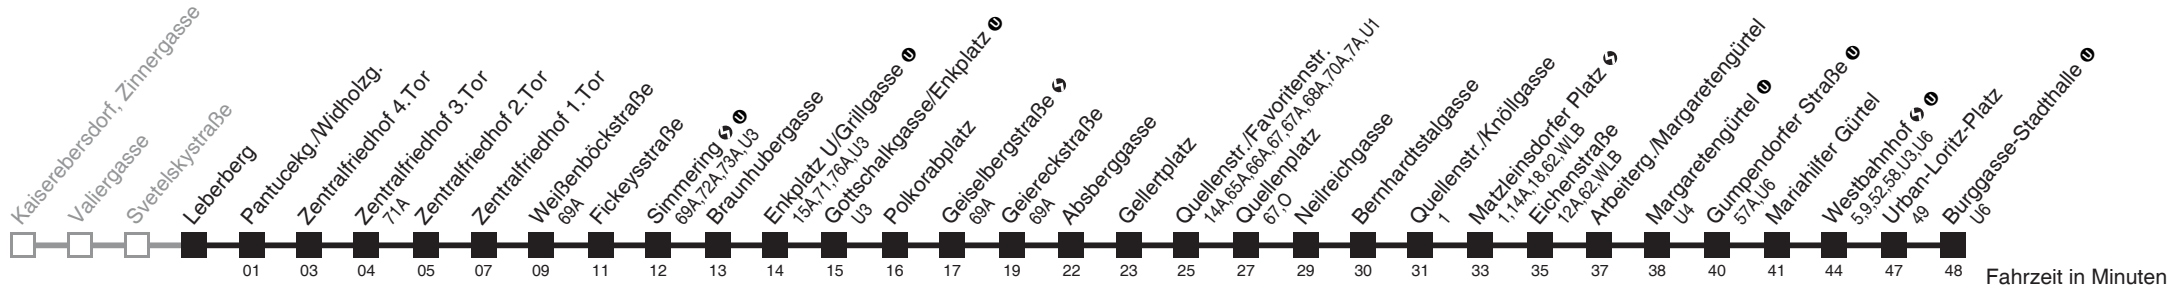 Kaiserebersdorf, Zinnergasse
Valiergasse
Svetelskystraße
Leberberg
Pantucekg./Widholzg.
Zentralfriedhof 4.Tor
Zentralfriedhof 3.Tor
71A
Zentralfriedhof 2.Tor
Zentralfriedhof 1.Tor
Weißenböckstraße
69A
Fickeysstraße
Simmering S U
69A,72A,73A,U3
Braunhubergasse
Enkplatz U/Grillgasse U
15A,71,76A,U3
Gottschalkgasse/Enkplatz U
U3
Polkorabplatz
Geiselbergstraße S
69A
Geiereckstraße
69A
Absberggasse
Gellertplatz
Quellenstr./Favoritenstr.
14A,65A,66A,67,67A,68A,70A,7A,U1
Quellenplatz
67,O
Neilreichgasse
Bernhardtstalgasse
Quellenstr./Knöllgasse
1
Matzleinsdorfer Platz S
1,14A,18,62,WLB
Eichenstraße
12A,62,WLB
Arbeiterg./Margaretengürtel
Margaretengürtel U
U4
Gumpendorfer Straße U
57A,U6
Mariahilfer Gürtel
Westbahnhof S U
5,9,52,58,U3,U6
Urban-Loritz-Platz
49
Burggasse-Stadthalle U
U6
01 03 04 05 07 09 11 12 13 14 15 16 17 19 22 23 25 27 29 30 31 33 35 37 38 40 41 44 47 48 Fahrzeit in Minuten